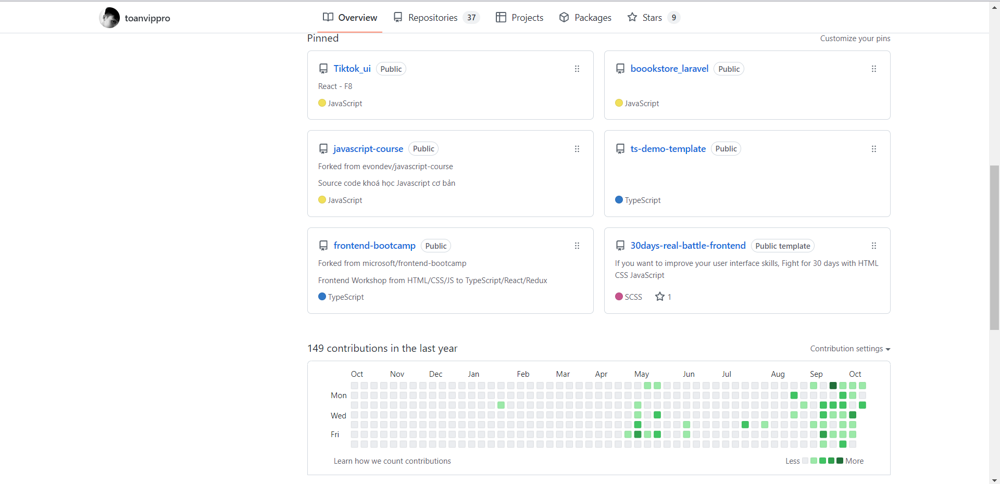 toanvippro
Overview Repositories 37 Projects Packages Stars 9
Pinned
Customize your pins
Tiktok_ui Public
React - F8
JavaScript
boookstore_laravel Public
JavaScript
javascript-course Public
Forked from evondev/javascript-course
Source code khoá học Javascript cơ bản
JavaScript
ts-demo-template Public
TypeScript
frontend-bootcamp Public
Forked from microsoft/frontend-bootcamp
Frontend Workshop from HTML/CSS/JS to TypeScript/React/Redux
TypeScript
30days-real-battle-frontend Public template
If you want to improve your user interface skills, Fight for 30 days with HTML
CSS JavaScript
SCSS 1
149 contributions in the last year
Contribution settings
Oct Nov Dec Jan Feb Mar Apr May Jun Jul Aug Sep Oct
Mon
Wed
Fri
Learn how we count contributions
Less More